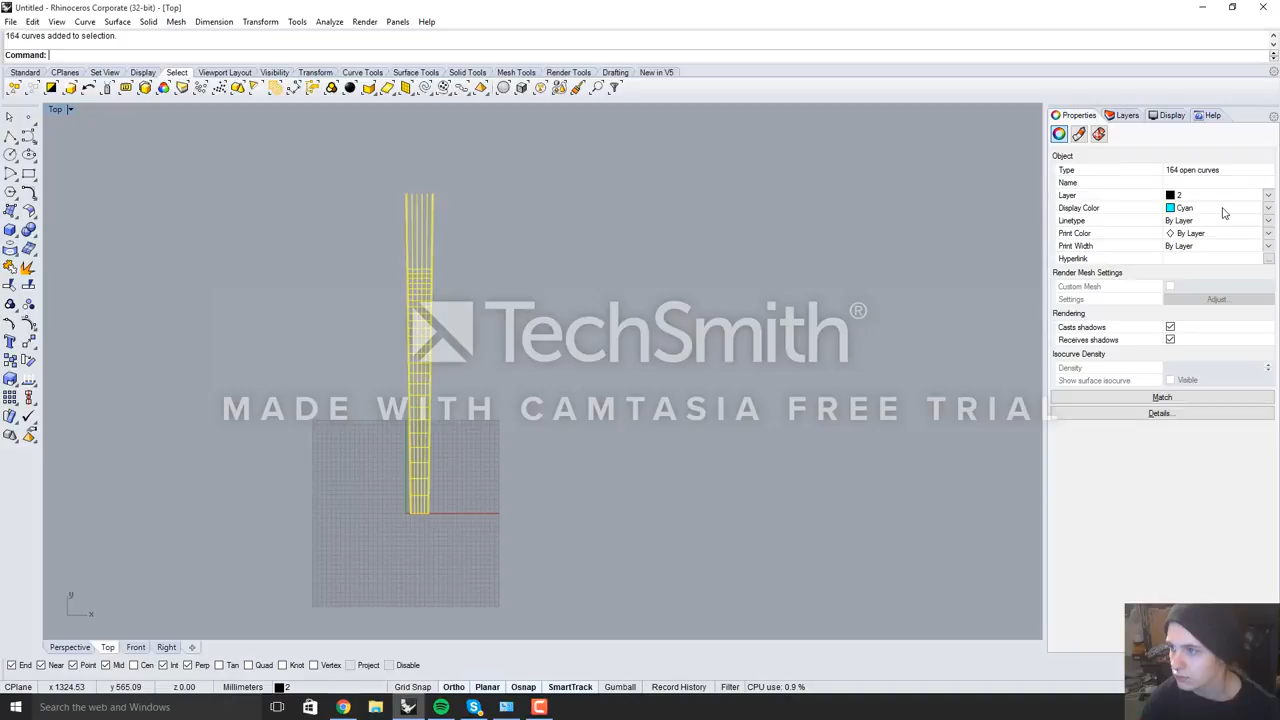 Untitled - Rhinoceros Corporate (32-bit) - [Top]
File Edit View Curve Surface Solid Mesh Dimension Transform Tools Analyze Render Panels Help
164 curves added to selection.
Command:
Standard CPlanes Set View Display Select Viewport Layout Visibility Transform Curve Tools Surface Tools Solid Tools Mesh Tools Render Tools Drafting New in V5
Top
Properties Layers Display Help
Object
Type 164 open curves
Name
Layer 2
Display Color Cyan
Linetype By Layer
Print Color By Layer
Print Width By Layer
Hyperlink ...
Render Mesh Settings
Custom Mesh
Settings Adjust...
Rendering
Casts shadows
Receives shadows
Isocurve Density
Density
Show surface isocurve Visible
Match
Details...
TechSmith®
MADE WITH CAMTASIA FREE TRIAL
y
x
Perspective Top Front Right
End Near Point Mid Cen Int Perp Tan Quad Knot Vertex Project Disable
CPlane x 1324.53 y 565.09 z 0.00 Millimeters 2 Grid Snap Ortho Planar Osnap SmartTrack Gumball Record History Filter CPU use: 0.9 %
Search the web and Windows